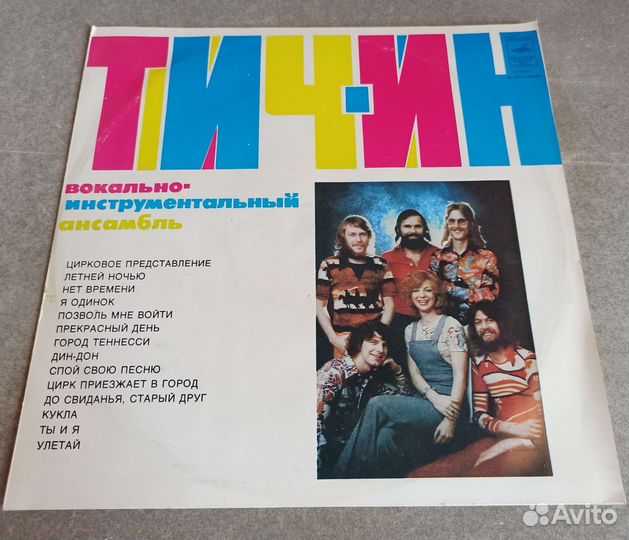 ТИЧ-ИН
вокально-
инструментальный
ансамбль
ЦИРКОВОЕ ПРЕДСТАВЛЕНИЕ
ЛЕТНЕЙ НОЧЬЮ
НЕТ ВРЕМЕНИ
Я ОДИНОК
ПОЗВОЛЬ МНЕ ВОЙТИ
ПРЕКРАСНЫЙ ДЕНЬ
ГОРОД ТЕННЕССИ
ДИН-ДОН
СПОЙ СВОЮ ПЕСНЮ
ЦИРК ПРИЕЗЖАЕТ В ГОРОД
ДО СВИДАНЬЯ, СТАРЫЙ ДРУГ
КУКЛА
ТЫ И Я
УЛЕТАЙ
Avito